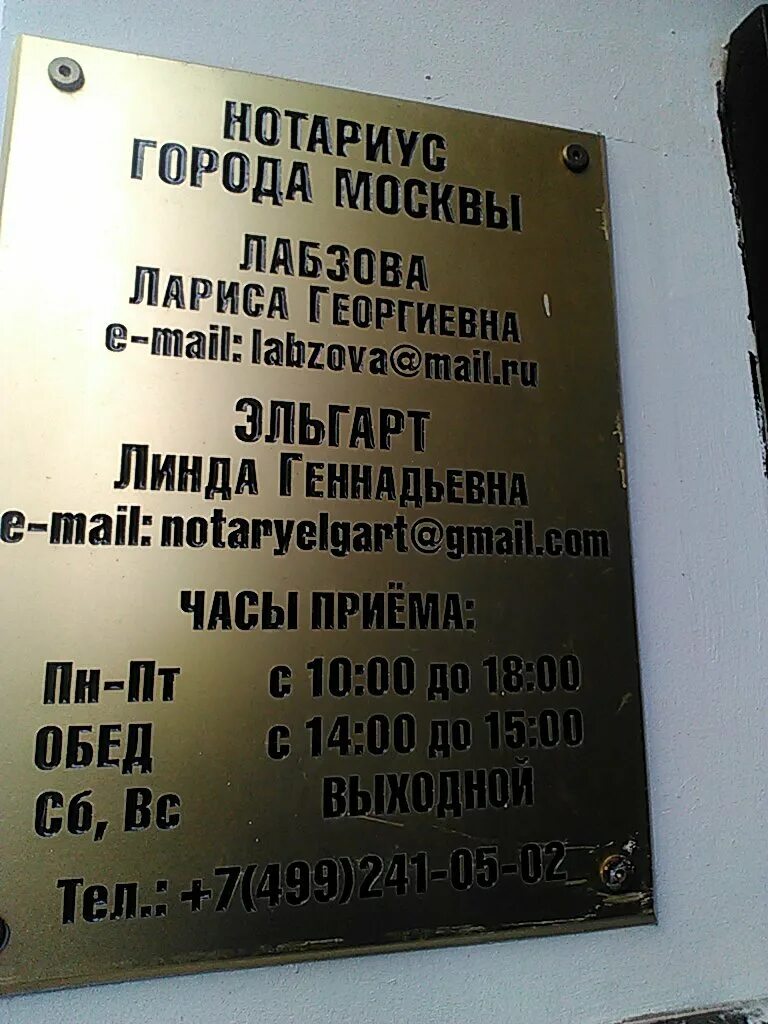 НОТАРИУС
ГОРОДА МОСКВЫ
ЛАБЗОВА
ЛАРИСА ГЕОРГИЕВНА
e-mail: labzova@mail.ru
ЭЛЬГАРТ
ЛИНДА ГЕННАДЬЕВНА
e-mail: notaryelgart@gmail.com
ЧАСЫ ПРИЁМА:
Пн-Пт с 10:00 до 18:00
ОБЕД с 14:00 до 15:00
Сб, Вс ВЫХОДНОЙ
Тел.: +7(499)241-05-02